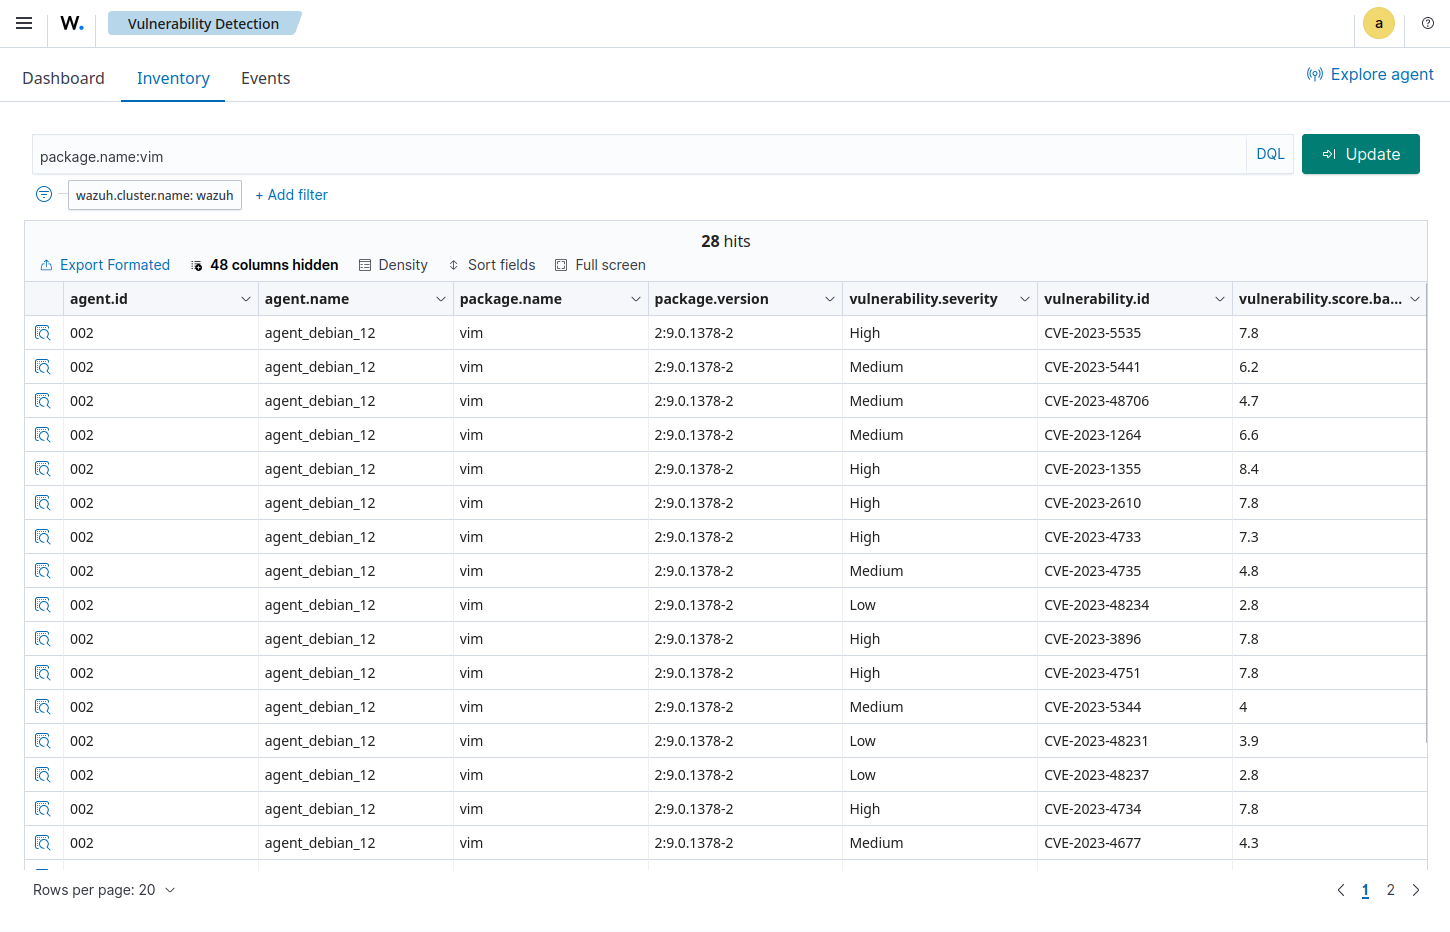 W. Vulnerability Detection a
Dashboard Inventory Events Explore agent
package.name:vim DQL Update
wazuh.cluster.name: wazuh + Add filter
28 hits
Export Formated 48 columns hidden Density Sort fields Full screen
agent.id agent.name package.name package.version vulnerability.severity vulnerability.id vulnerability.score.ba...
002 agent_debian_12 vim 2:9.0.1378-2 High CVE-2023-5535 7.8
002 agent_debian_12 vim 2:9.0.1378-2 Medium CVE-2023-5441 6.2
002 agent_debian_12 vim 2:9.0.1378-2 Medium CVE-2023-48706 4.7
002 agent_debian_12 vim 2:9.0.1378-2 Medium CVE-2023-1264 6.6
002 agent_debian_12 vim 2:9.0.1378-2 High CVE-2023-1355 8.4
002 agent_debian_12 vim 2:9.0.1378-2 High CVE-2023-2610 7.8
002 agent_debian_12 vim 2:9.0.1378-2 High CVE-2023-4733 7.3
002 agent_debian_12 vim 2:9.0.1378-2 Medium CVE-2023-4735 4.8
002 agent_debian_12 vim 2:9.0.1378-2 Low CVE-2023-48234 2.8
002 agent_debian_12 vim 2:9.0.1378-2 High CVE-2023-3896 7.8
002 agent_debian_12 vim 2:9.0.1378-2 High CVE-2023-4751 7.8
002 agent_debian_12 vim 2:9.0.1378-2 Medium CVE-2023-5344 4
002 agent_debian_12 vim 2:9.0.1378-2 Low CVE-2023-48231 3.9
002 agent_debian_12 vim 2:9.0.1378-2 Low CVE-2023-48237 2.8
002 agent_debian_12 vim 2:9.0.1378-2 High CVE-2023-4734 7.8
002 agent_debian_12 vim 2:9.0.1378-2 Medium CVE-2023-4677 4.3
Rows per page: 20 1 2